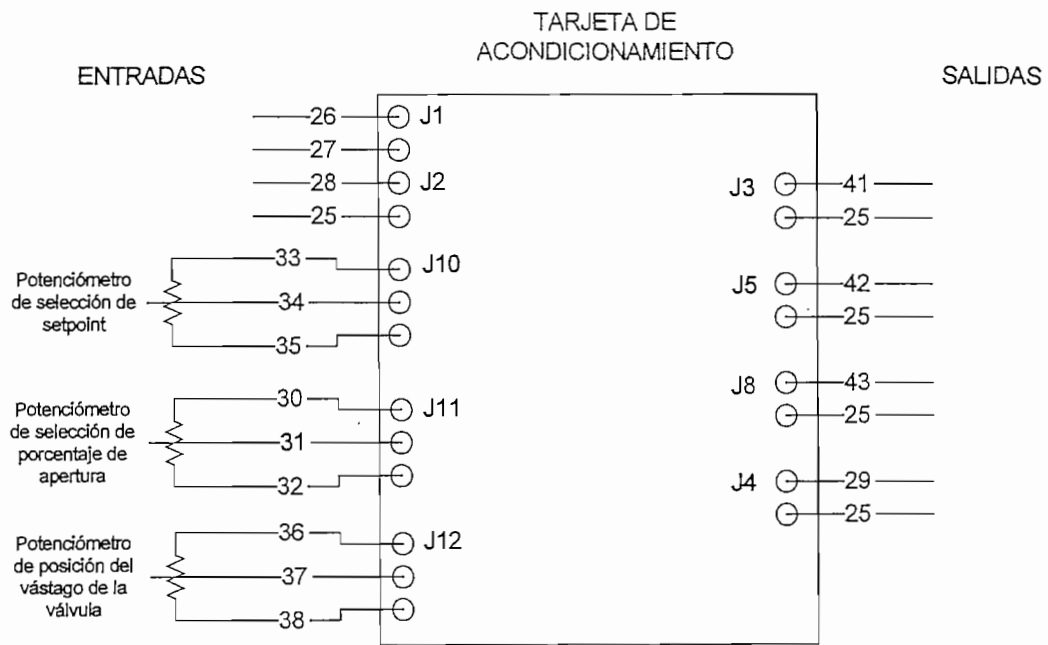 TARJETA DE
ACONDICIONAMIENTO
ENTRADAS
SALIDAS
26 J1
27
28 J2
25
J3 41
25
Potenciómetro
de selección de
setpoint
33 J10
34
35
J5 42
25
Potenciómetro
de selección de
porcentaje de
apertura
30 J11
31
32
J8 43
25
J4 29
25
Potenciómetro
de posición del
vástago de la
válvula
36 J12
37
38